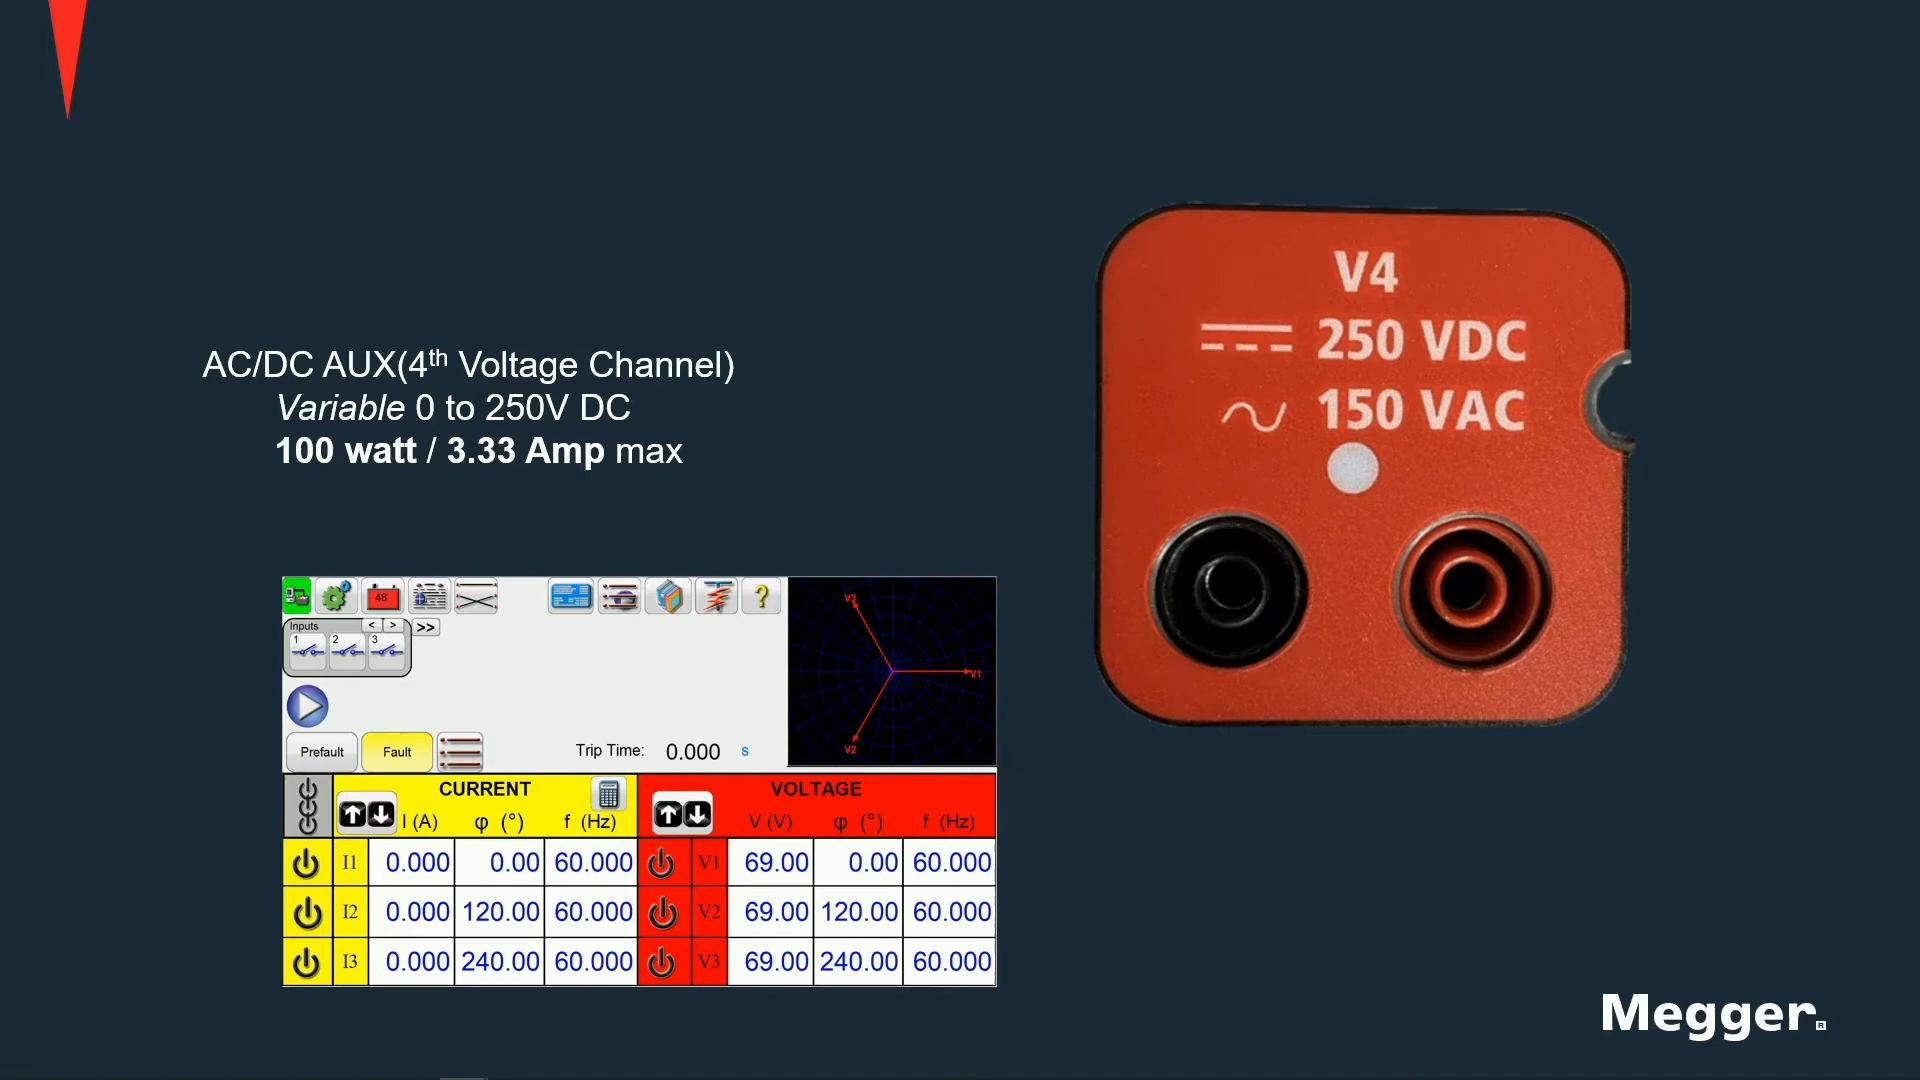 AC/DC AUX(4th Voltage Channel)
Variable 0 to 250V DC
100 watt / 3.33 Amp max
V4
250 VDC
150 VAC
48
?
Inputs < > >>
1 2 3
V3
V1
V2
Prefault Fault Trip Time: 0.000 s
CURRENT VOLTAGE
I (A) φ (°) f (Hz) V (V) φ (°) f (Hz)
I1 0.000 0.00 60.000 V1 69.00 0.00 60.000
I2 0.000 120.00 60.000 V2 69.00 120.00 60.000
I3 0.000 240.00 60.000 V3 69.00 240.00 60.000
Megger®